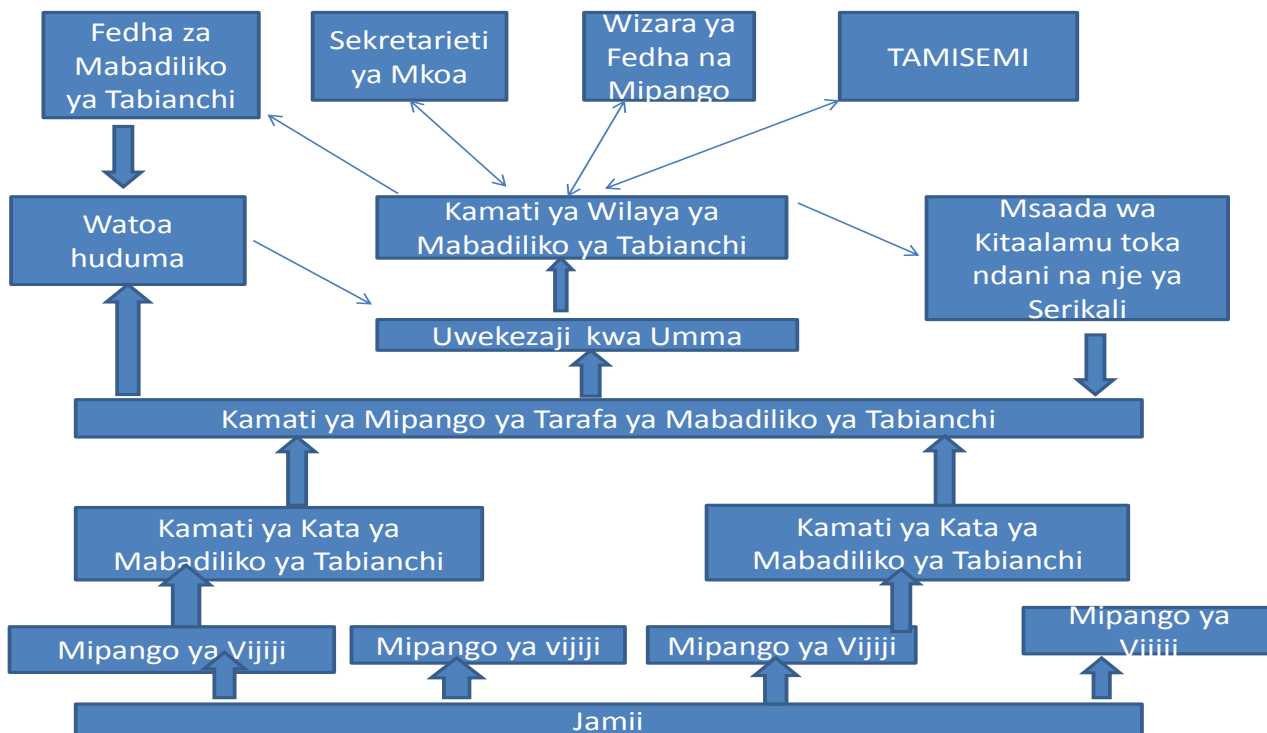 Fedha za
Mabadiliko
ya Tabianchi
Sekretarieti
ya Mkoa
Wizara ya
Fedha na
Mipango
TAMISEMI
Watoa
huduma
Kamati ya Wilaya ya
Mabadiliko ya Tabianchi
Msaada wa
Kitaalamu toka
ndani na nje ya
Serikali
Uwekezaji kwa Umma
Kamati ya Mipango ya Tarafa ya Mabadiliko ya Tabianchi
Kamati ya Kata ya
Mabadiliko ya Tabianchi
Kamati ya Kata ya
Mabadiliko ya Tabianchi
Mipango ya Vijiji
Mipango ya vijiji
Mipango ya Vijiji
Mipango ya
Vijiji
Jamii